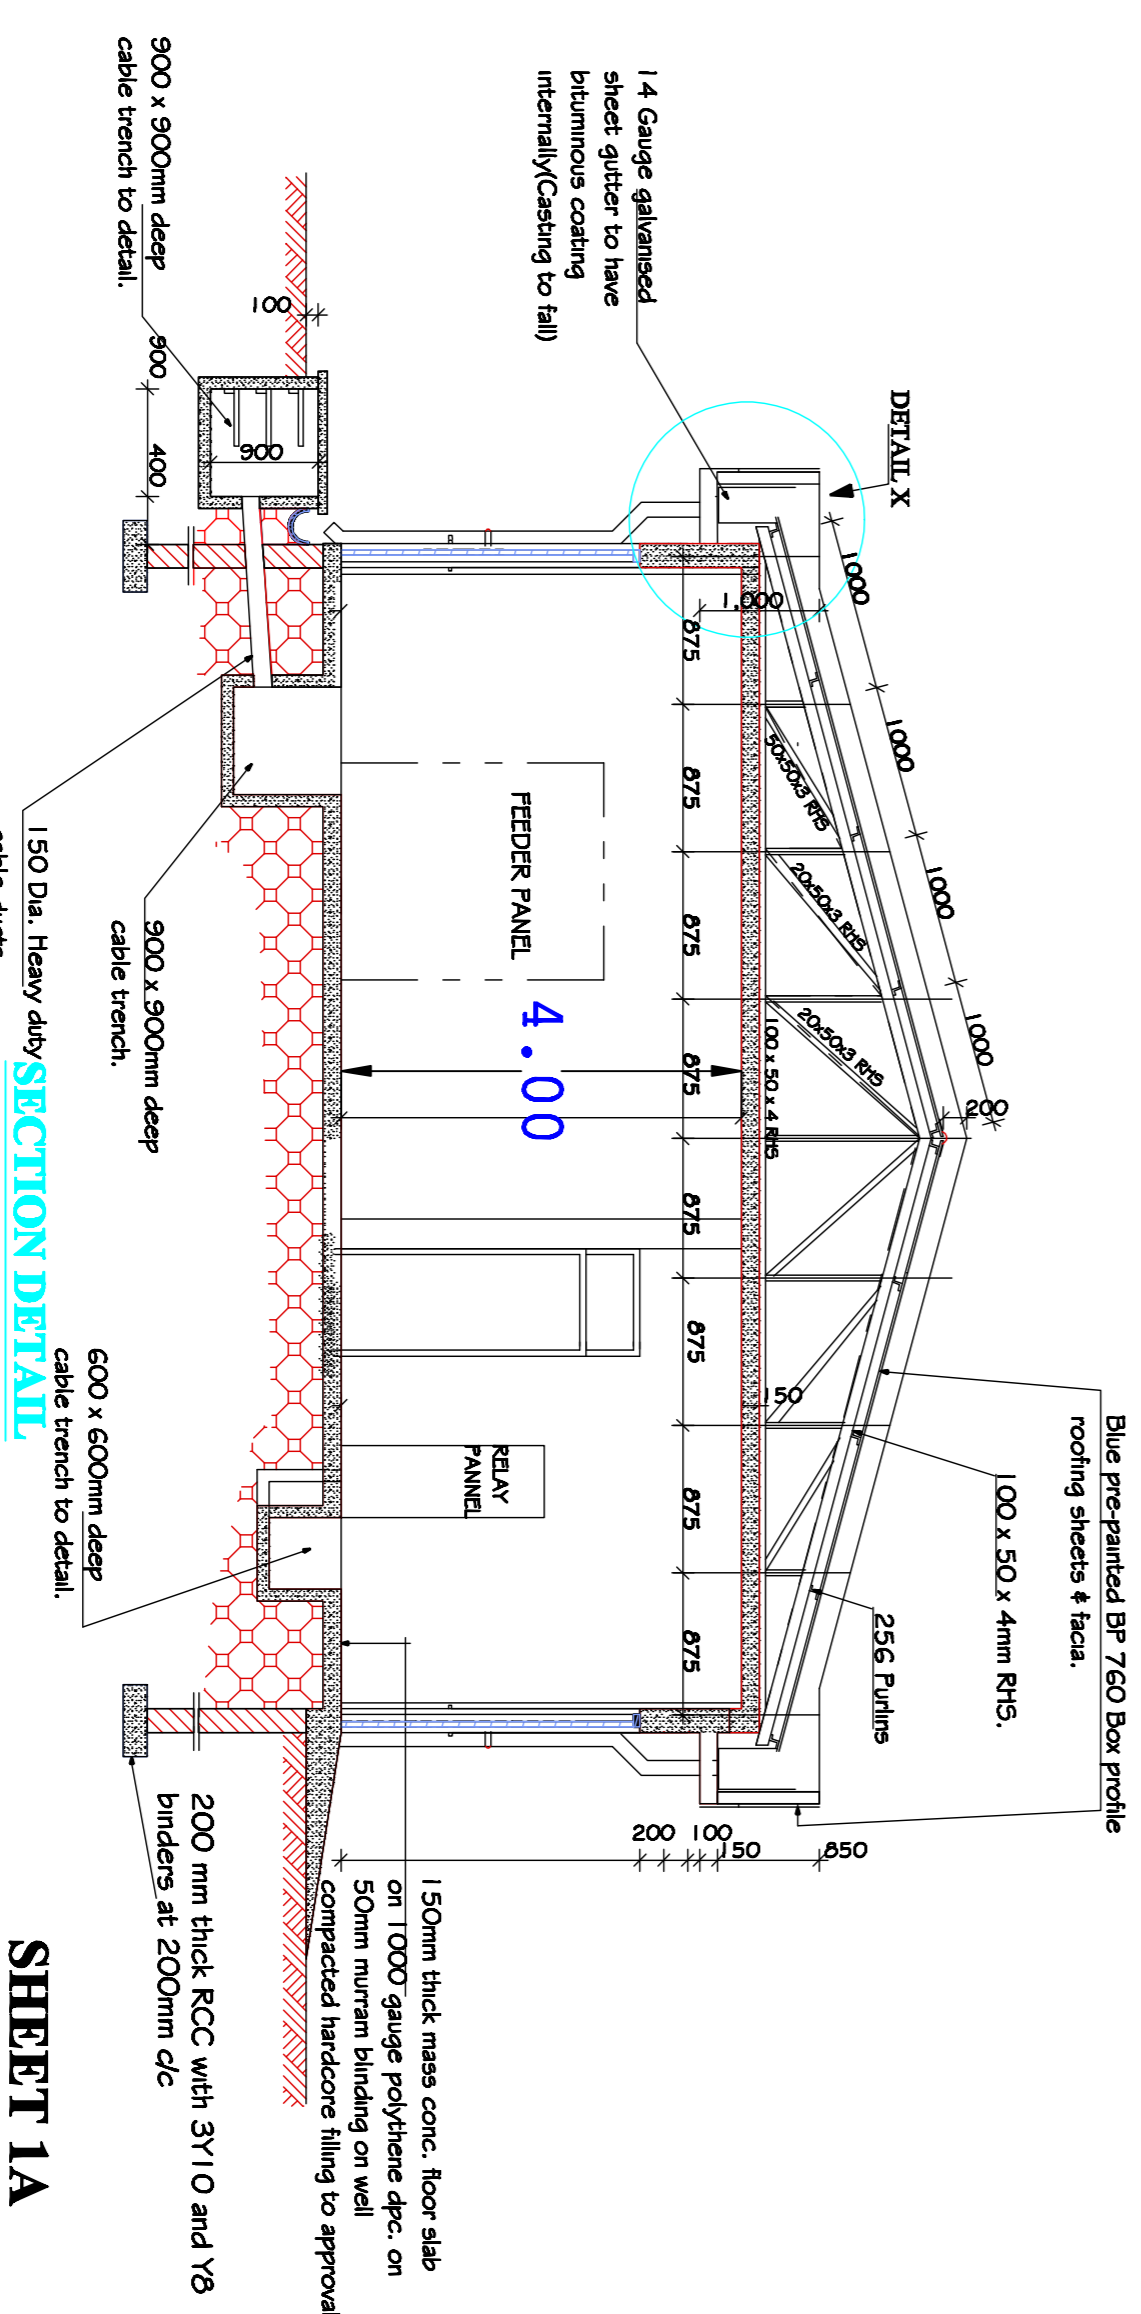 Blue pre-painted BP 760 Box profile
roofing sheets & facia.
100 x 50 x 4mm RHS.
256 Purlins
DETAIL X
1000
1000
1000
1000
200
14 Gauge galvanised
sheet gutter to have
bituminous coating
internally(Casting to fall)
1,000
50x50x3 RHS
20x50x3 RHS
20x50x3 RHS
100 x 50 x 4 RHS
150
850
150
100
200
875
875
875
875
875
875
875
875
FEEDER PANEL
4.00
RELAY
PANNEL
150mm thick mass conc. floor slab
on 1000 gauge polythene dpc. on
50mm murram blinding on well
compacted hardcore filling to approval
100
900
900
400
900 x 900mm deep
cable trench to detail.
900 x 900mm deep
cable trench.
600 x 600mm deep
cable trench to detail.
200 mm thick RCC with 3Y10 and Y8
binders at 200mm c/c
150 Dia. Heavy duty
SECTION DETAIL
SHEET 1A